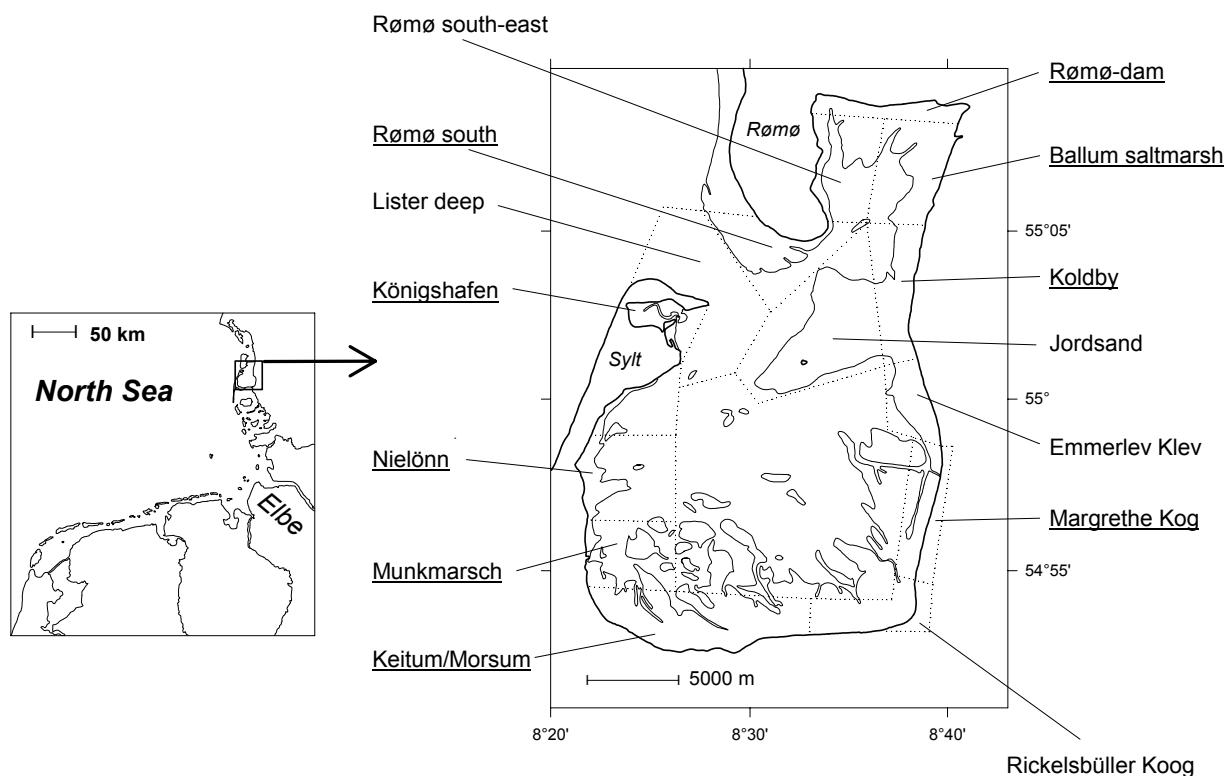 Rømø south-east
Rømø-dam
Rømø
Rømø south
Ballum saltmarsh
Lister deep
55°05'
Königshafen
Koldby
50 km
North Sea
Sylt
Jordsand
55°
Nielönn
Emmerlev Klev
Elbe
Margrethe Kog
Munkmarsch
54°55'
Keitum/Morsum
5000 m
8°20'
8°30'
8°40'
Rickelsbüller Koog